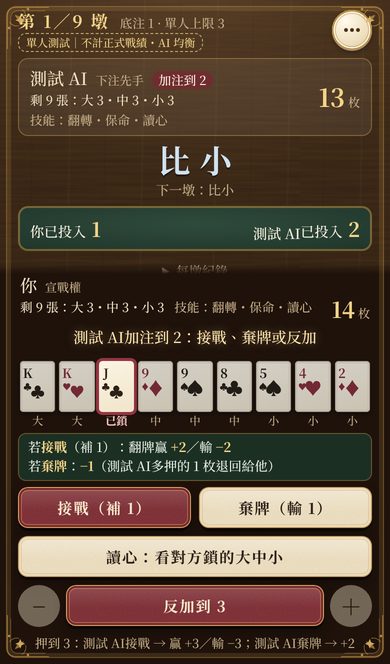 第 1／9 墩 底注 1 · 單人上限 3
單人測試｜不計正式戰績 · AI 均衡
測試 AI 下注先手 加注到 2
剩 9 張：大 3・中 3・小 3
13 枚
技能：翻轉・保命・讀心
比小
下一墩：比小
你已投入 1
測試 AI已投入 2
▶ 每墩紀錄
你 宣戰權
剩 9 張：大 3・中 3・小 3 技能：翻轉・保命・讀心
14 枚
測試 AI加注到 2：接戰、棄牌或反加
K♣ K♥ J♣ 9♦ 9♠ 8♣ 5♠ 4♥ 2♦
大 大 已鎖 中 中 中 小 小 小
若接戰（補 1）：翻牌贏 +2／輸 −2
若棄牌：−1（測試 AI多押的 1 枚退回給他）
接戰（補 1）
棄牌（輸 1）
讀心：看對方鎖的大中小
− 反加到 3 +
押到 3：測試 AI接戰 → 贏 +3／輸 −3；測試 AI棄牌 → +2